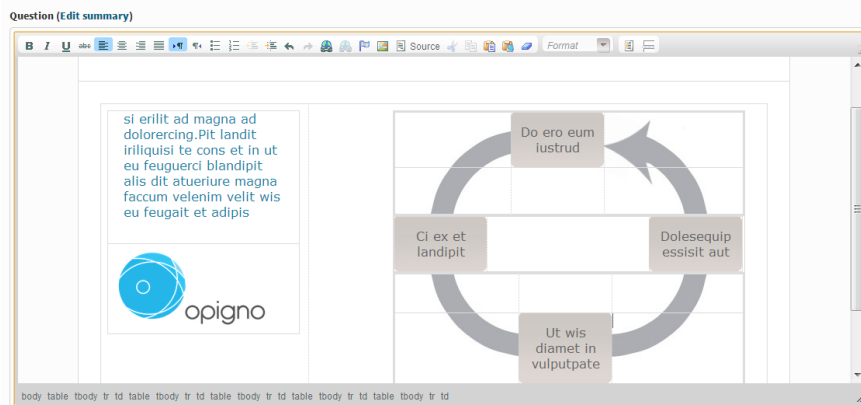 Question (Edit summary)
B I U abc Source Format
si erilit ad magna ad
dolorercing.Pit landit
iriliquisi te cons et in ut
eu feuguerci blandipit
alis dit atueriure magna
faccum velenim velit wis
eu feugait et adipis
opigno
Do ero eum
iustrud
Ci ex et
landipit
Dolesequip
essisit aut
Ut wis
diamet in
vulputpate
body table tbody tr td table tbody tr td table tbody tr td table tbody tr td table tbody tr td